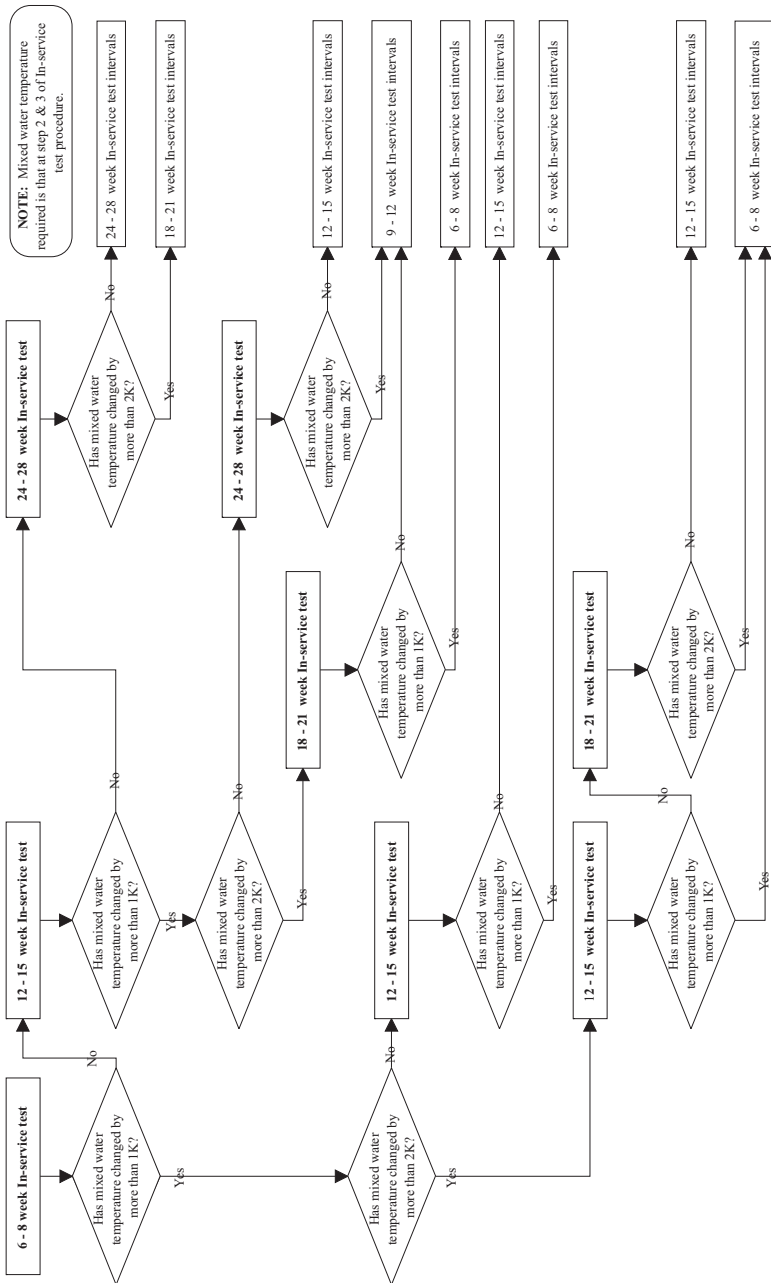 6 - 8 week In-service test
Has mixed water
temperature changed by
more than 1K?
No
Yes
Has mixed water
temperature changed by
more than 2K?
No
Yes
12 - 15 week In-service test
Has mixed water
temperature changed by
more than 1K?
No
Yes
Has mixed water
temperature changed by
more than 2K?
No
Yes
12 - 15 week In-service test
Has mixed water
temperature changed by
more than 1K?
No
Yes
12 - 15 week In-service test
Has mixed water
temperature changed by
more than 1K?
No
Yes
24 - 28 week In-service test
Has mixed water
temperature changed by
more than 2K?
No
Yes
24 - 28 week In-service test
Has mixed water
temperature changed by
more than 2K?
No
Yes
18 - 21 week In-service test
Has mixed water
temperature changed by
more than 1K?
No
Yes
18 - 21 week In-service test
Has mixed water
temperature changed by
more than 2K?
No
Yes
NOTE: Mixed water temperature
required is that at step 2 & 3 of In-service
test procedure.
24 - 28 week In-service test intervals
18 - 21 week In-service test intervals
12 - 15 week In-service test intervals
9 - 12 week In-service test intervals
6 - 8 week In-service test intervals
12 - 15 week In-service test intervals
6 - 8 week In-service test intervals
12 - 15 week In-service test intervals
6 - 8 week In-service test intervals